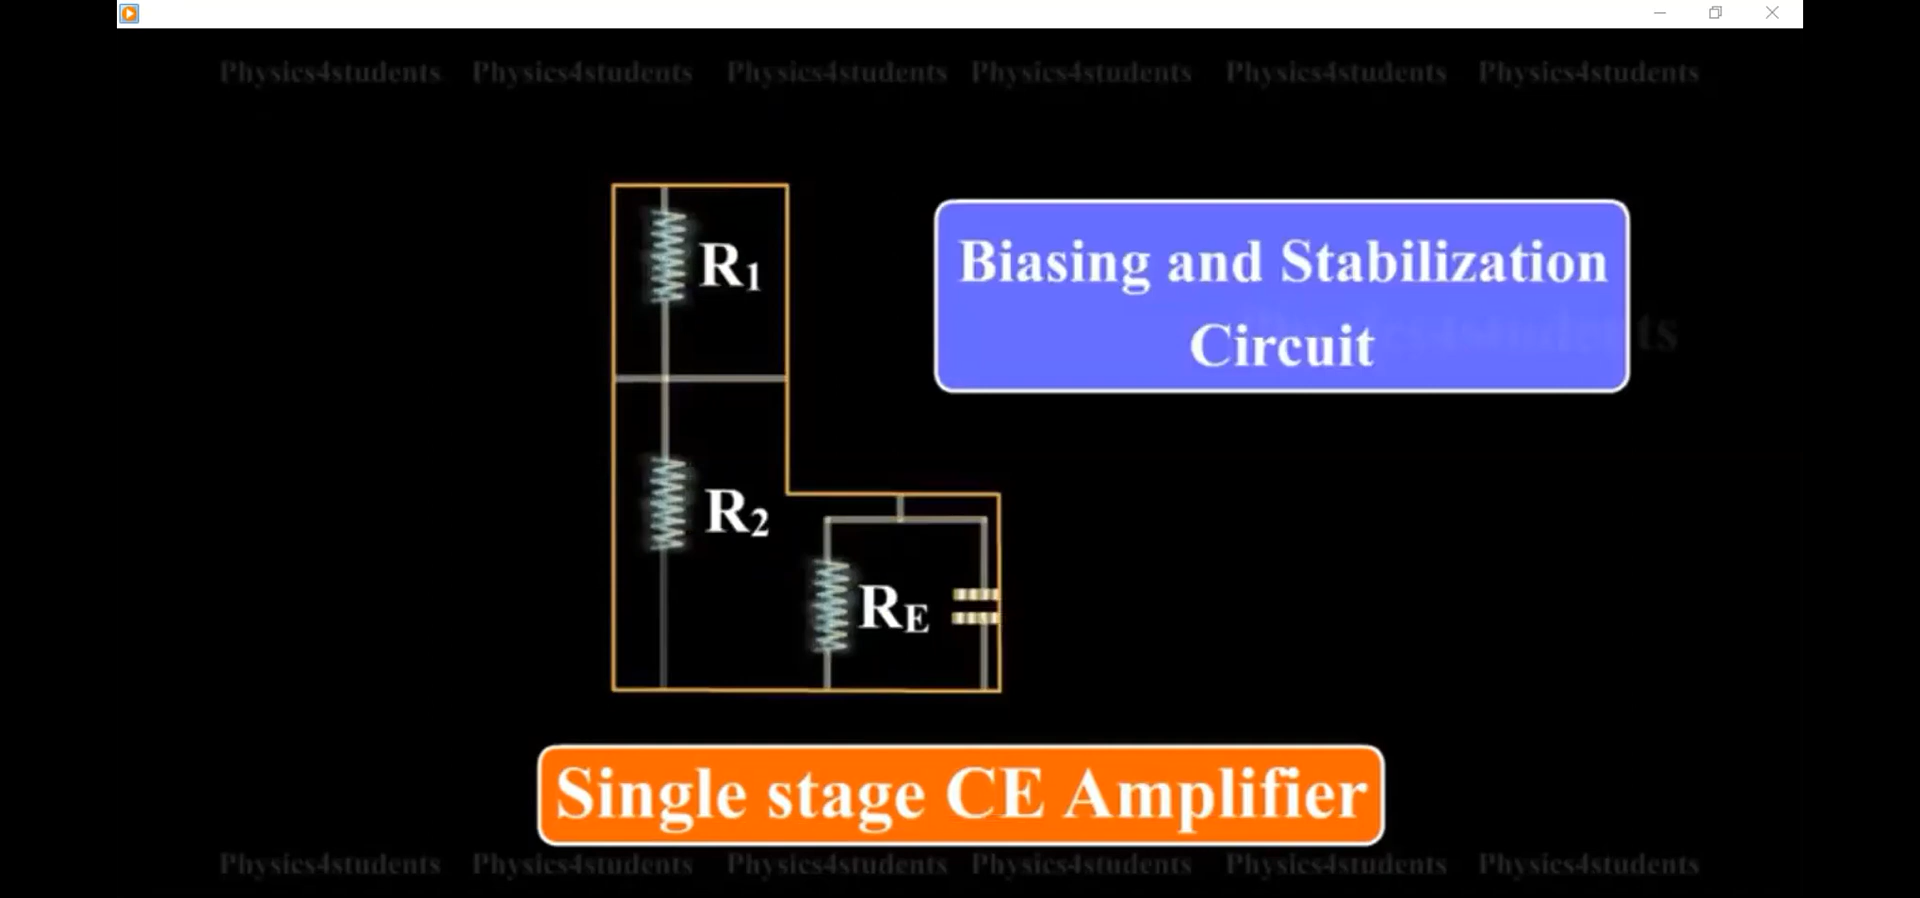 Physics4students Physics4students Physics4students Physics4students Physics4students Physics4students
R1
Biasing and Stabilization
Circuit
R2
RE
Single stage CE Amplifier
Physics4students Physics4students Physics4students Physics4students Physics4students Physics4students